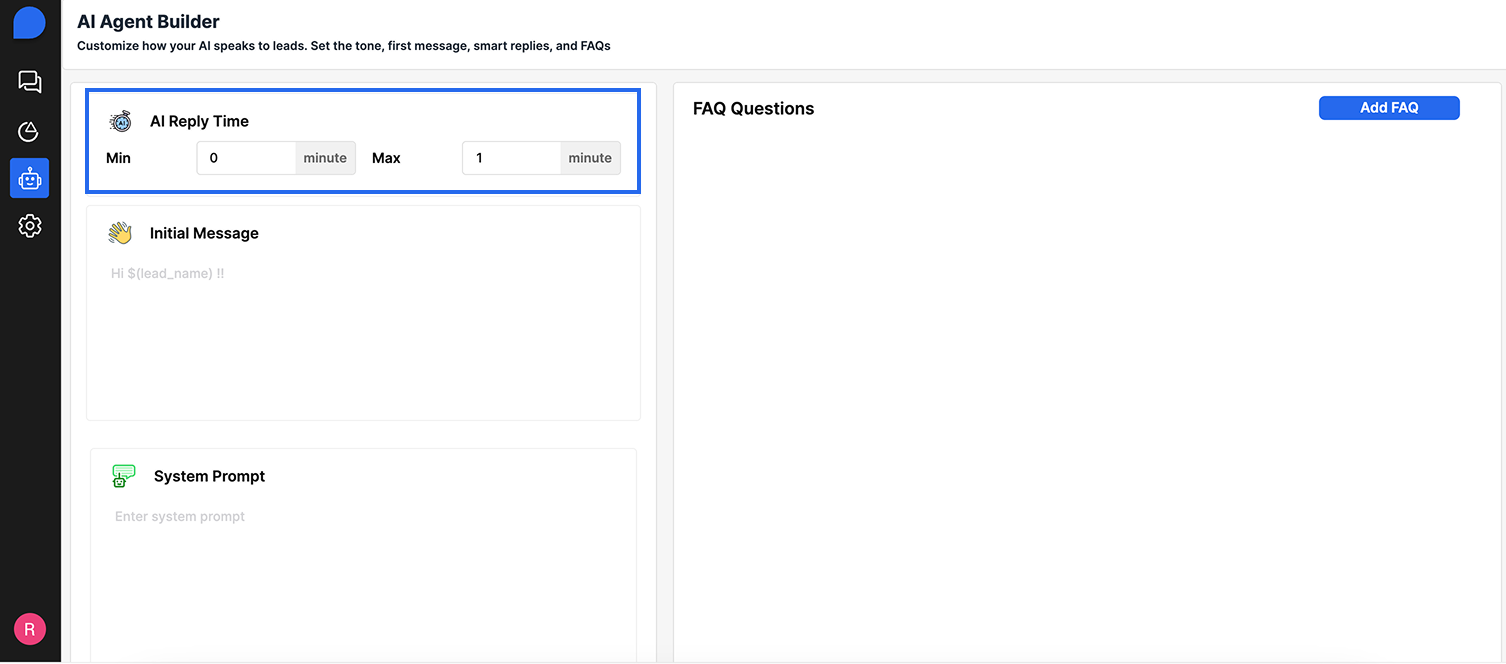 AI Agent Builder
Customize how your AI speaks to leads. Set the tone, first message, smart replies, and FAQs
AI
AI Reply Time
Min
0
minute
Max
1
minute
Initial Message
Hi $(lead_name) !!
System Prompt
Enter system prompt
FAQ Questions
Add FAQ
R